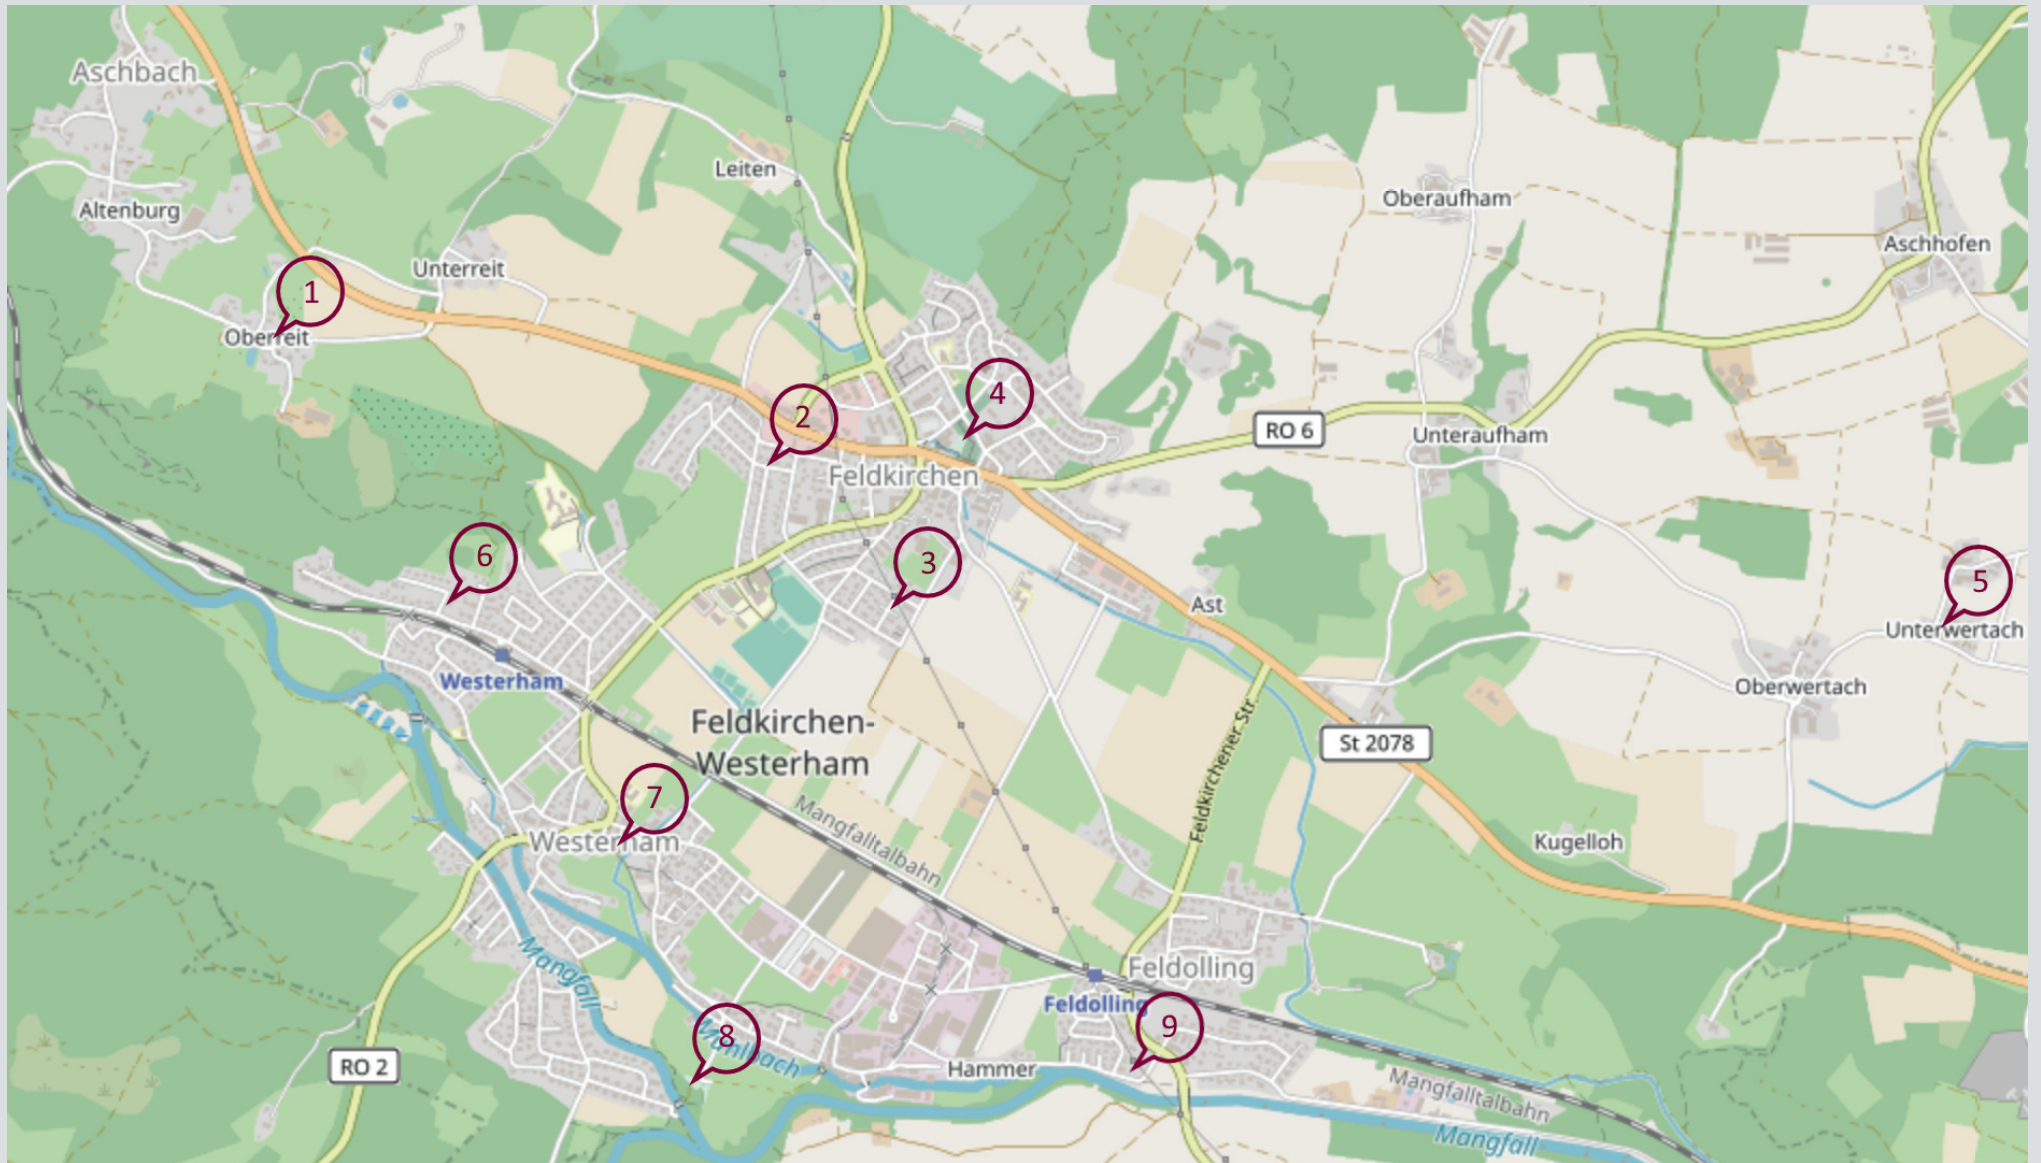 Aschbach
Leiten
Oberaufham
Altenburg
Aschhofen
Unterreit
1
Oberreit
4
2
RO 6
Unteraufham
Feldkirchen
6
3
5
Ast
Unterwertach
Westerham
Oberwertach
Feldkirchen-
Westerham
Feldkirchener Str.
St 2078
7
Mangfalltalbahn
Westerham
Kugelloh
Mangfall
Feldolling
Feldolling
9
8
Mühlbach
RO 2
Hammer
Mangfalltalbahn
Mangfall